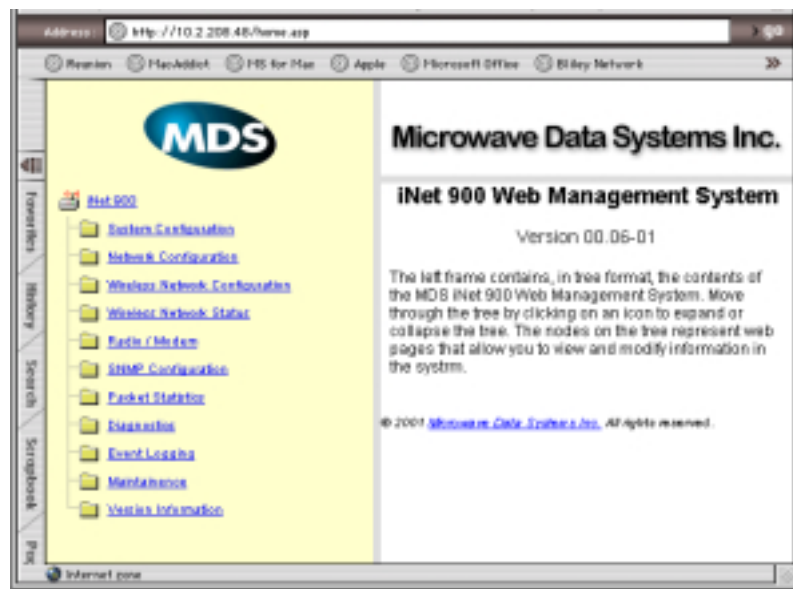 Address: http://10.2.208.48/home.asp go
Reunion MacAddict MS for Mac Apple Microsoft Office Bliley Network
MDS
iNet 900
System Configuration
Network Configuration
Wireless Network Configuration
Wireless Network Status
Radio / Modem
SNMP Configuration
Packet Statistics
Diagnostics
Event Logging
Maintainence
Version Information
Microwave Data Systems Inc.
iNet 900 Web Management System
Version 00.06-01
The left frame contains, in tree format, the contents of
the MDS iNet 900 Web Management System. Move
through the tree by clicking on an icon to expand or
collapse the tree. The nodes on the tree represent web
pages that allow you to view and modify information in
the systrm.
© 2001 Microwave Data Systems Inc. All rights reserved.
Favorites
History
Search
Scrapbook
Internet zone